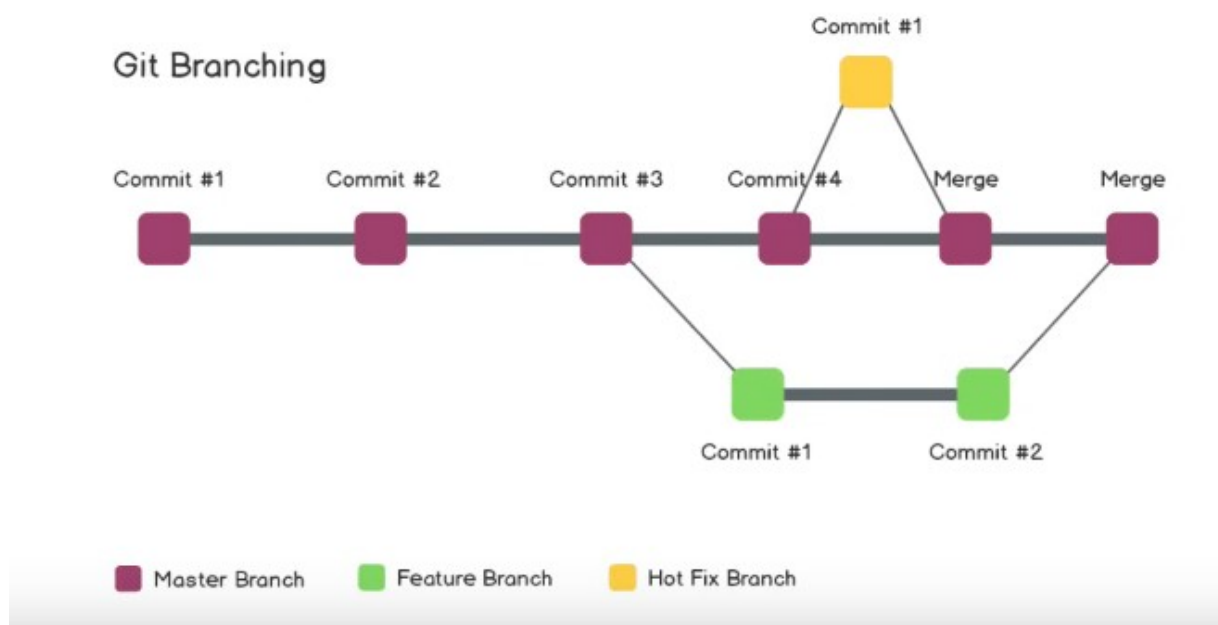 Commit #1
Git Branching
Commit #1 Commit #2 Commit #3 Commit #4 Merge Merge
Commit #1 Commit #2
Master Branch Feature Branch Hot Fix Branch